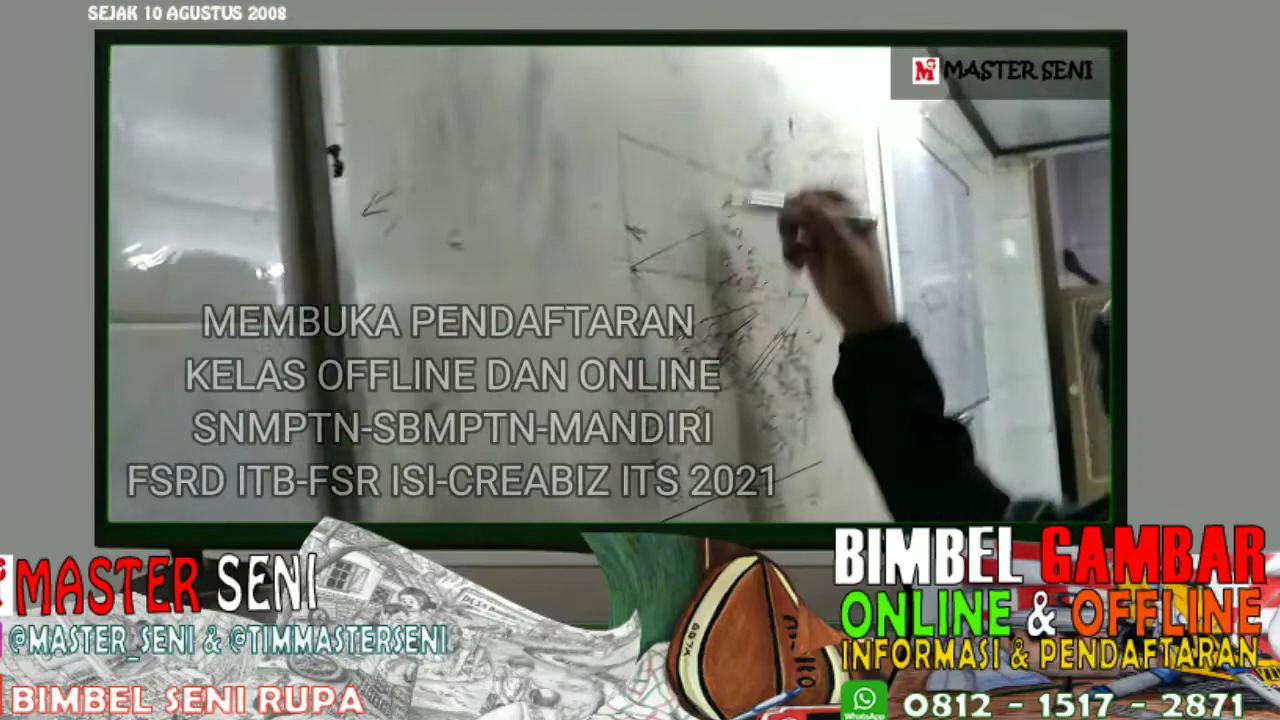 SEJAK 10 AGUSTUS 2008
MASTER SENI
MEMBUKA PENDAFTARAN
KELAS OFFLINE DAN ONLINE
SNMPTN-SBMPTN-MANDIRI
FSRD ITB-FSR ISI-CREABIZ ITS 2021
MASTER SENI
@MASTER_SENI & @TIMMASTERSENI
BIMBEL SENI RUPA
BIMBEL GAMBAR
ONLINE & OFFLINE
INFORMASI & PENDAFTARAN
WhatsApp
0812 - 1517 - 2871